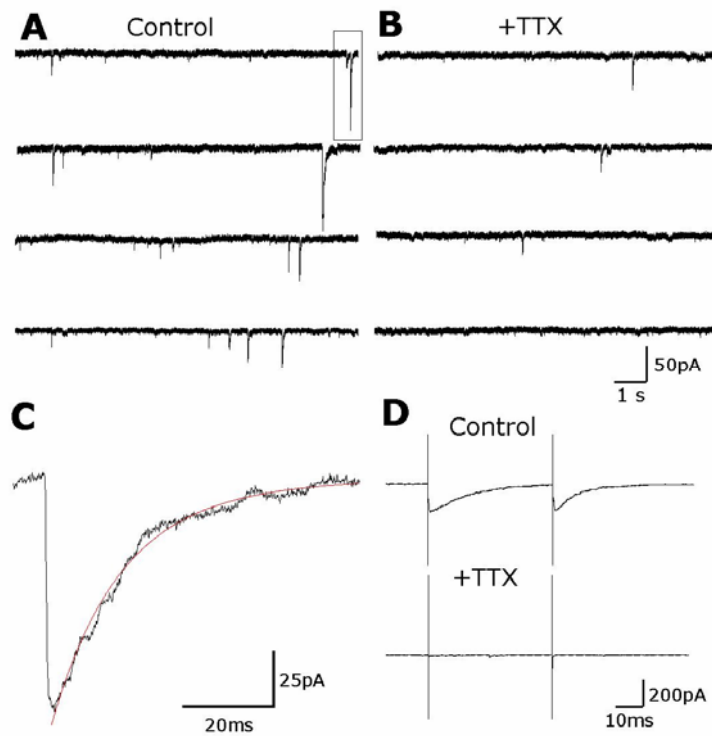 A
Control
B
+TTX
50pA
1 s
C
25pA
20ms
D
Control
+TTX
200pA
10ms